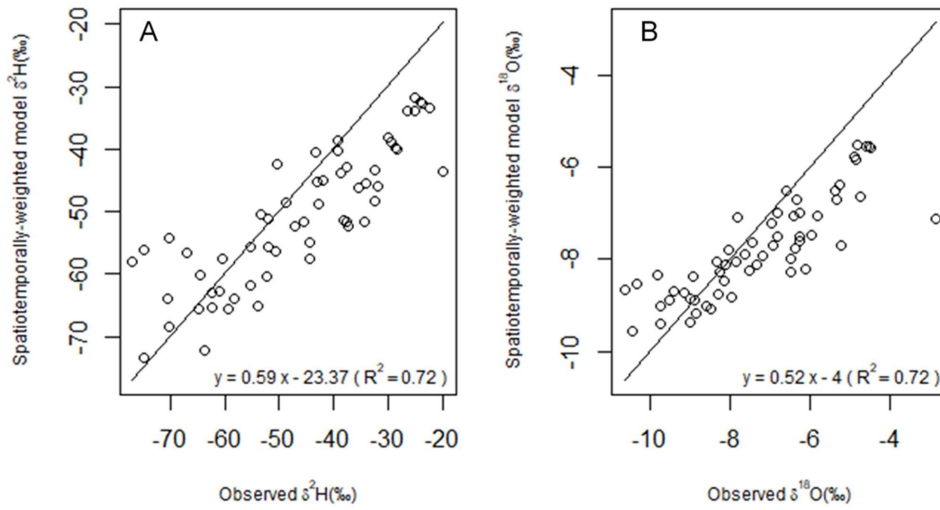 A
Spatiotemporally-weighted model δ²H(‰)
-20
-30
-40
-50
-60
-70
y = 0.59 x - 23.37 ( R² = 0.72 )
-70 -60 -50 -40 -30 -20
Observed δ²H(‰)
B
Spatiotemporally-weighted model δ¹⁸O(‰)
-4
-6
-8
-10
y = 0.52 x - 4 ( R² = 0.72 )
-10 -8 -6 -4
Observed δ¹⁸O(‰)